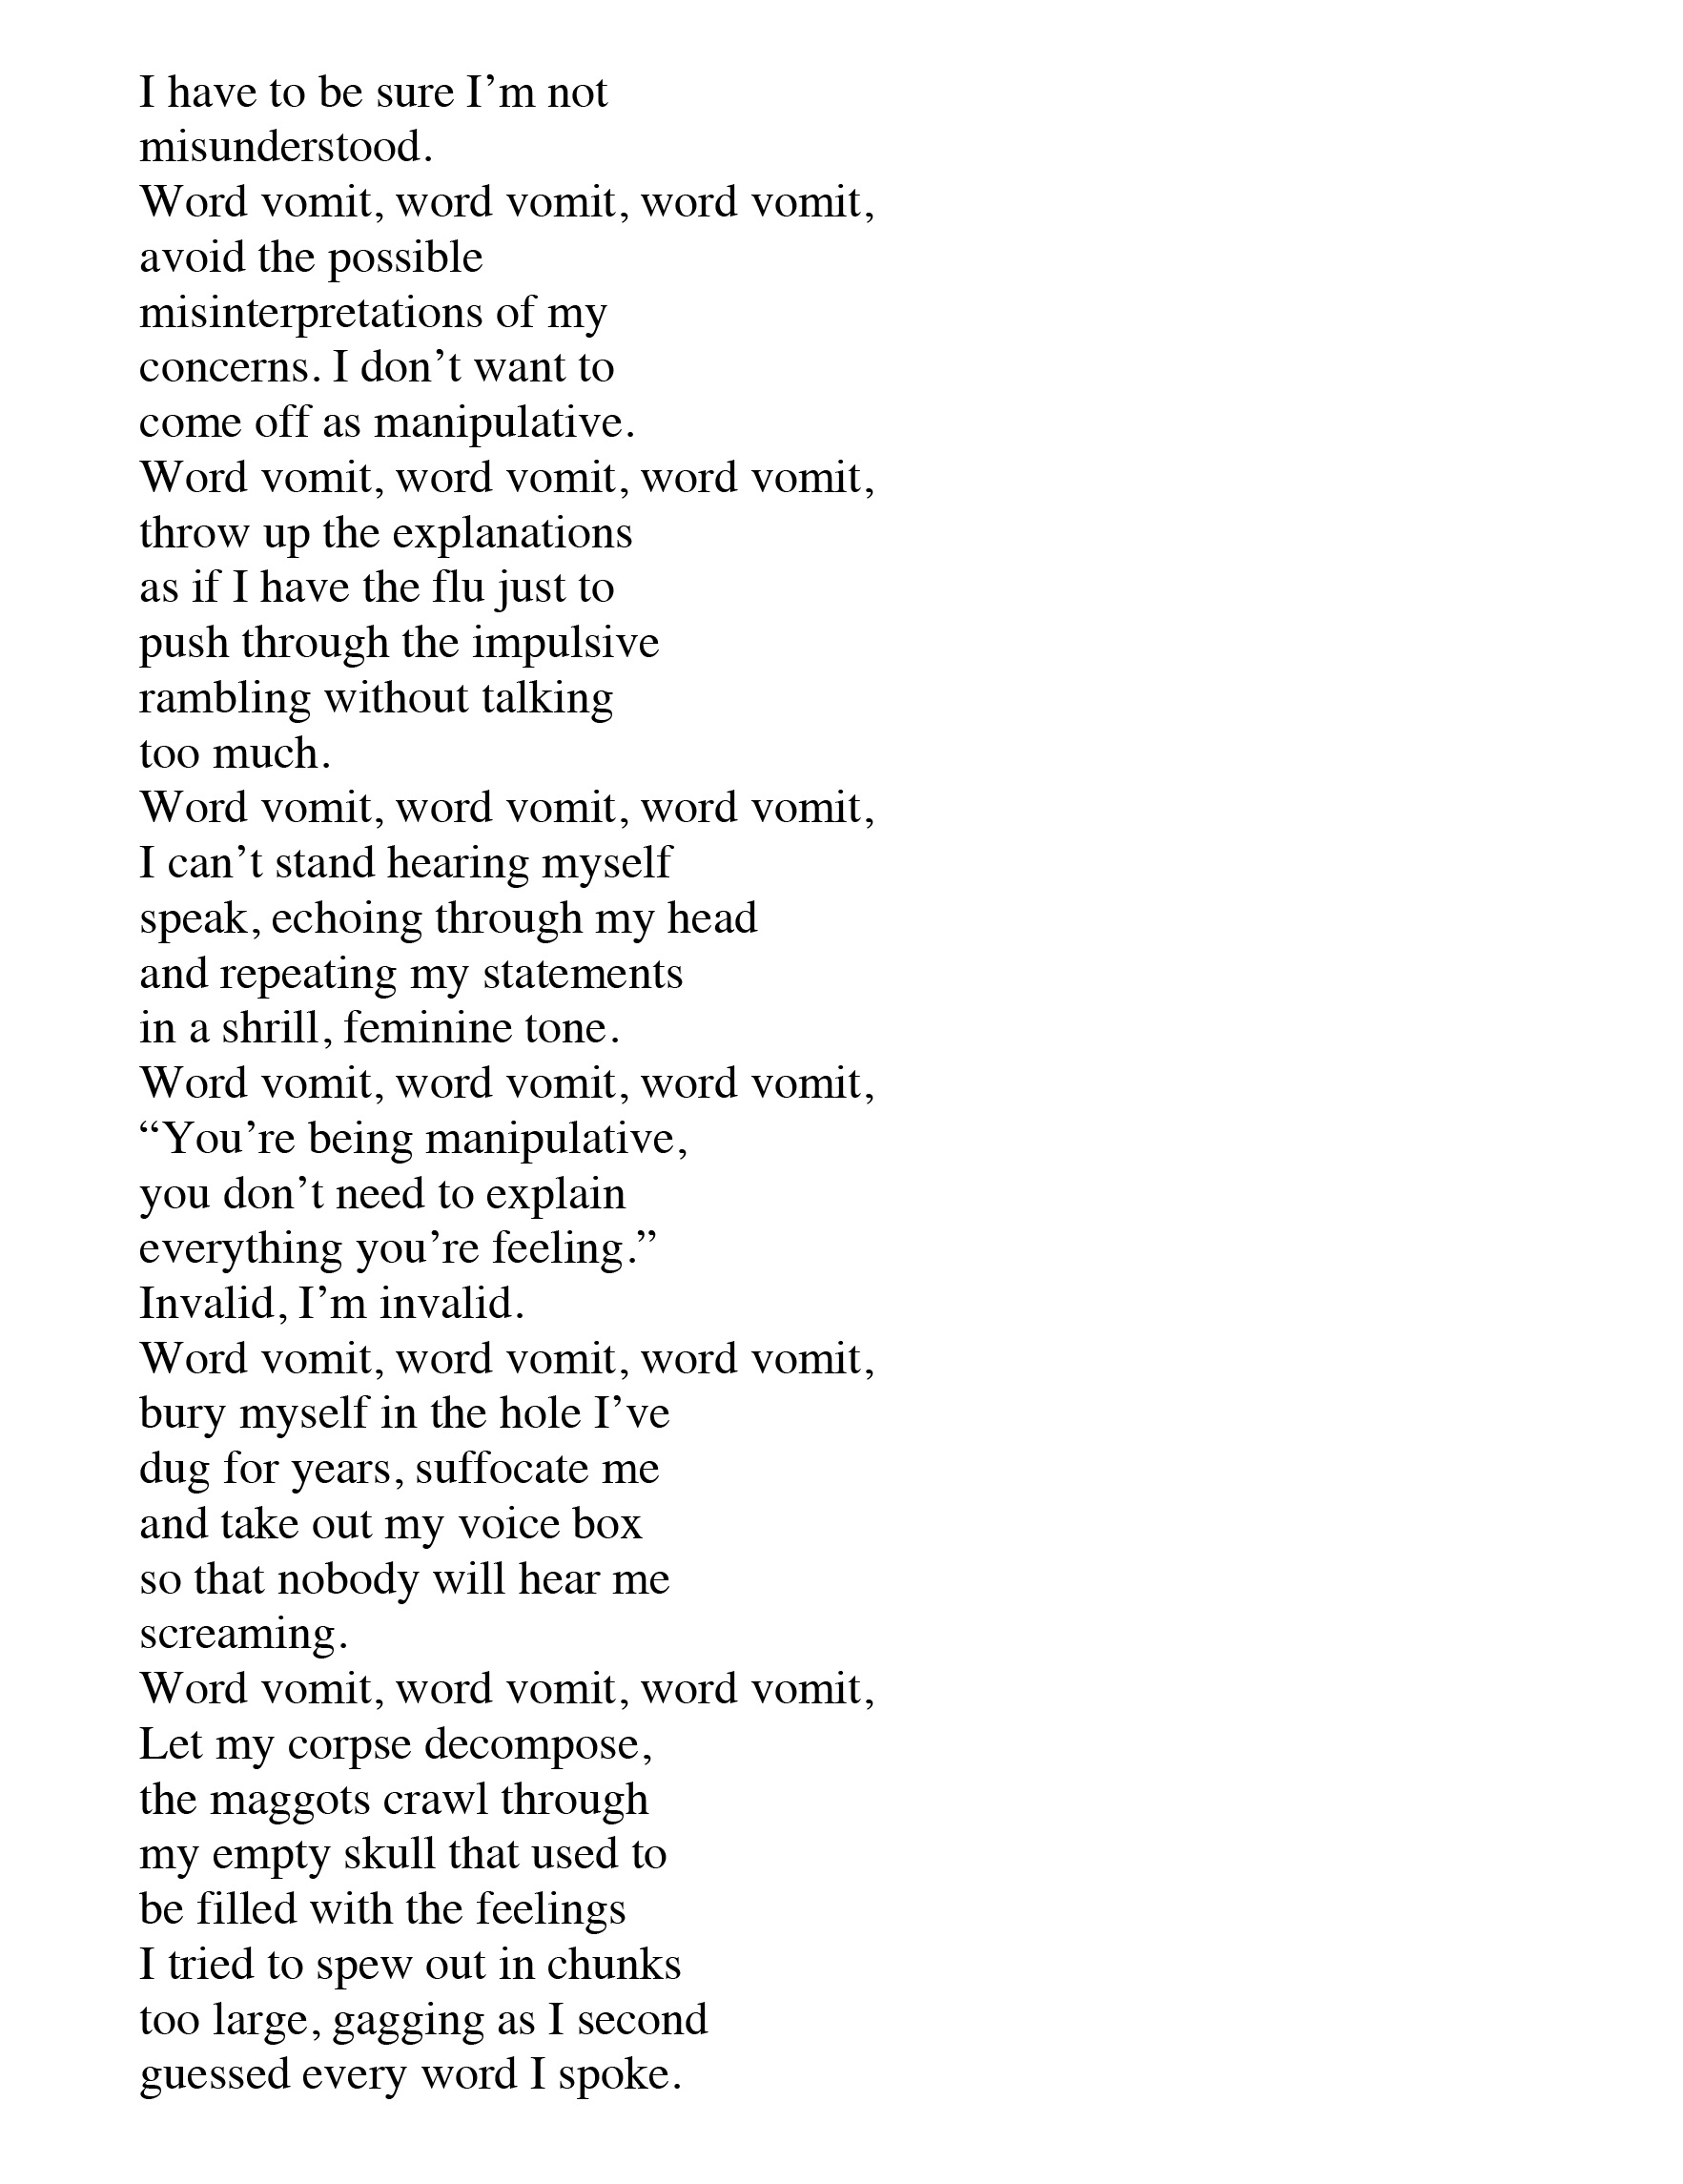 I have to be sure I’m not
misunderstood.
Word vomit, word vomit, word vomit,
avoid the possible
misinterpretations of my
concerns. I don’t want to
come off as manipulative.
Word vomit, word vomit, word vomit,
throw up the explanations
as if I have the flu just to
push through the impulsive
rambling without talking
too much.
Word vomit, word vomit, word vomit,
I can’t stand hearing myself
speak, echoing through my head
and repeating my statements
in a shrill, feminine tone.
Word vomit, word vomit, word vomit,
“You’re being manipulative,
you don’t need to explain
everything you’re feeling.”
Invalid, I’m invalid.
Word vomit, word vomit, word vomit,
bury myself in the hole I’ve
dug for years, suffocate me
and take out my voice box
so that nobody will hear me
screaming.
Word vomit, word vomit, word vomit,
Let my corpse decompose,
the maggots crawl through
my empty skull that used to
be filled with the feelings
I tried to spew out in chunks
too large, gagging as I second
guessed every word I spoke.